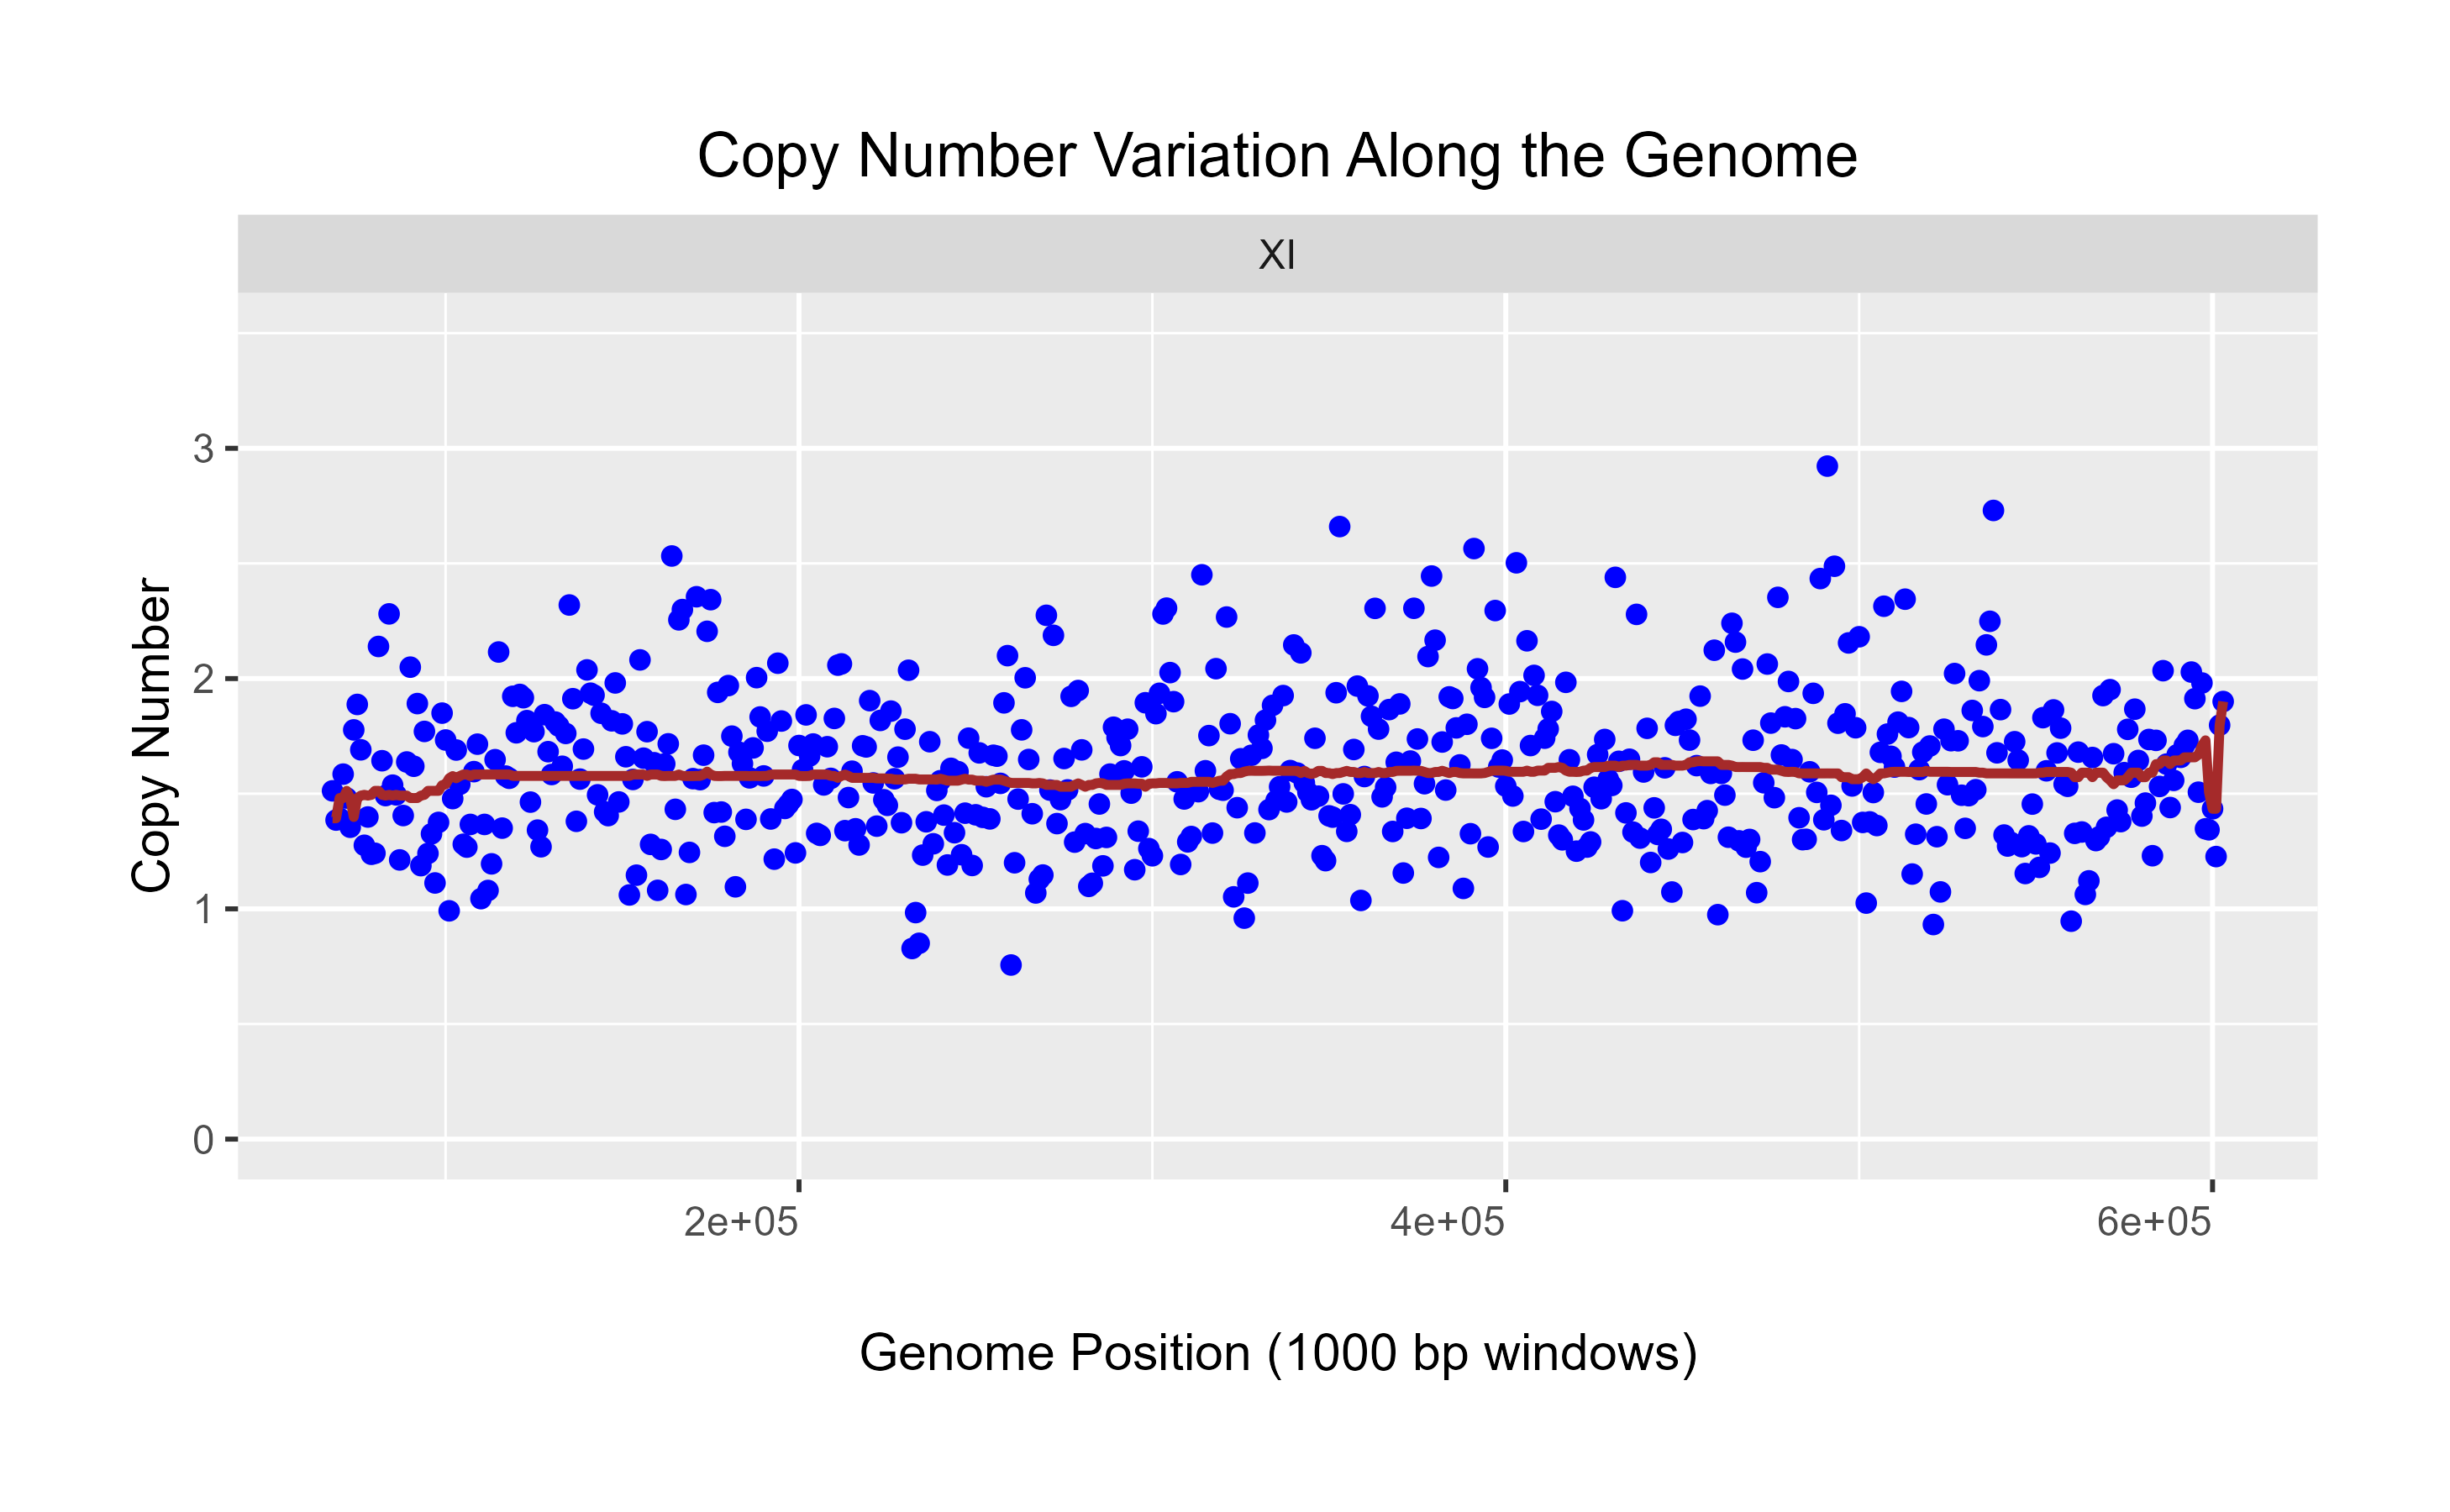 Copy Number Variation Along the Genome
XI
3
2
1
0
Copy Number
2e+05
4e+05
6e+05
Genome Position (1000 bp windows)